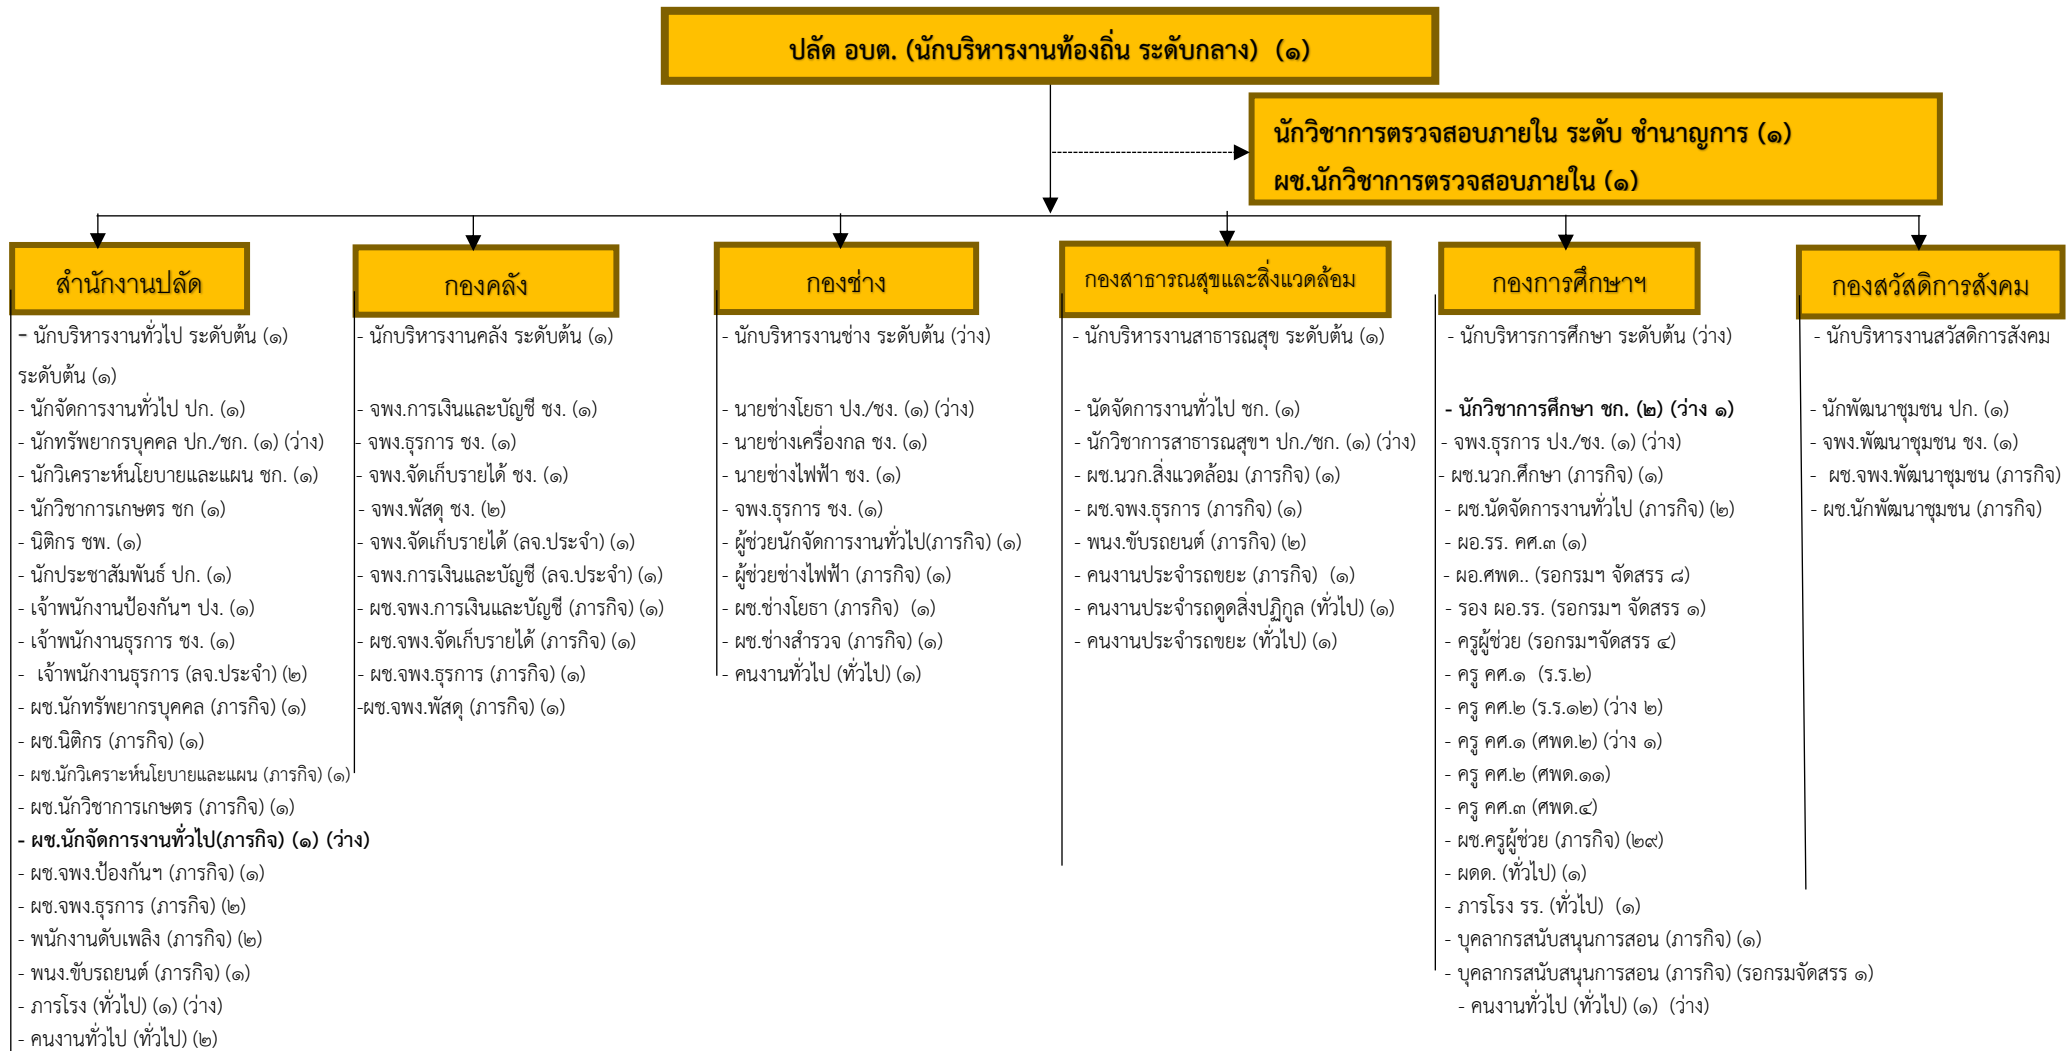 ปลัด อบต. (นักบริหารงานท้องถิ่น ระดับกลาง) (๑)
นักวิชาการตรวจสอบภายใน ระดับ ชำนาญการ (๑)
ผช.นักวิชาการตรวจสอบภายใน (๑)
สำนักงานปลัด
- นักบริหารงานทั่วไป ระดับต้น (๑)
ระดับต้น (๑)
- นักจัดการงานทั่วไป ปก. (๑)
- นักทรัพยากรบุคคล ปก./ชก. (๑) (ว่าง)
- นักวิเคราะห์นโยบายและแผน ชก. (๑)
- นักวิชาการเกษตร ชก (๑)
- นิติกร ชพ. (๑)
- นักประชาสัมพันธ์ ปก. (๑)
- เจ้าพนักงานป้องกันฯ ปง. (๑)
- เจ้าพนักงานธุรการ ชง. (๑)
- เจ้าพนักงานธุรการ (ลจ.ประจำ) (๒)
- ผช.นักทรัพยากรบุคคล (ภารกิจ) (๑)
- ผช.นิติกร (ภารกิจ) (๑)
- ผช.นักวิเคราะห์นโยบายและแผน (ภารกิจ) (๑)
- ผช.นักวิชาการเกษตร (ภารกิจ) (๑)
- ผช.นักจัดการงานทั่วไป(ภารกิจ) (๑) (ว่าง)
- ผช.จพง.ป้องกันฯ (ภารกิจ) (๑)
- ผช.จพง.ธุรการ (ภารกิจ) (๒)
- พนักงานดับเพลิง (ภารกิจ) (๒)
- พนง.ขับรถยนต์ (ภารกิจ) (๑)
- ภารโรง (ทั่วไป) (๑) (ว่าง)
- คนงานทั่วไป (ทั่วไป) (๒)
กองคลัง
- นักบริหารงานคลัง ระดับต้น (๑)
- จพง.การเงินและบัญชี ชง. (๑)
- จพง.ธุรการ ชง. (๑)
- จพง.จัดเก็บรายได้ ชง. (๑)
- จพง.พัสดุ ชง. (๒)
- จพง.จัดเก็บรายได้ (ลจ.ประจำ) (๑)
- จพง.การเงินและบัญชี (ลจ.ประจำ) (๑)
- ผช.จพง.การเงินและบัญชี (ภารกิจ) (๑)
- ผช.จพง.จัดเก็บรายได้ (ภารกิจ) (๑)
- ผช.จพง.ธุรการ (ภารกิจ) (๑)
-ผช.จพง.พัสดุ (ภารกิจ) (๑)
กองช่าง
- นักบริหารงานช่าง ระดับต้น (ว่าง)
- นายช่างโยธา ปง./ชง. (๑) (ว่าง)
- นายช่างเครื่องกล ชง. (๑)
- นายช่างไฟฟ้า ชง. (๑)
- จพง.ธุรการ ชง. (๑)
- ผู้ช่วยนักจัดการงานทั่วไป(ภารกิจ) (๑)
- ผู้ช่วยช่างไฟฟ้า (ภารกิจ) (๑)
- ผช.ช่างโยธา (ภารกิจ) (๑)
- ผช.ช่างสำรวจ (ภารกิจ) (๑)
- คนงานทั่วไป (ทั่วไป) (๑)
กองสาธารณสุขและสิ่งแวดล้อม
- นักบริหารงานสาธารณสุข ระดับต้น (๑)
- นัดจัดการงานทั่วไป ชก. (๑)
- นักวิชาการสาธารณสุขฯ ปก./ชก. (๑) (ว่าง)
- ผช.นวก.สิ่งแวดล้อม (ภารกิจ) (๑)
- ผช.จพง.ธุรการ (ภารกิจ) (๑)
- พนง.ขับรถยนต์ (ภารกิจ) (๒)
- คนงานประจำรถขยะ (ภารกิจ) (๑)
- คนงานประจำรถดูดสิ่งปฏิกูล (ทั่วไป) (๑)
- คนงานประจำรถขยะ (ทั่วไป) (๑)
กองการศึกษาฯ
- นักบริหารการศึกษา ระดับต้น (ว่าง)
- นักวิชาการศึกษา ชก. (๒) (ว่าง ๑)
- จพง.ธุรการ ปง./ชง. (๑) (ว่าง)
- ผช.นวก.ศึกษา (ภารกิจ) (๑)
- ผช.นัดจัดการงานทั่วไป (ภารกิจ) (๒)
- ผอ.รร. คศ.๓ (๑)
- ผอ.ศพด.. (รอกรมฯ จัดสรร ๘)
- รอง ผอ.รร. (รอกรมฯ จัดสรร ๑)
- ครูผู้ช่วย (รอกรมฯจัดสรร ๔)
- ครู คศ.๑ (ร.ร.๒)
- ครู คศ.๒ (ร.ร.๑๒) (ว่าง ๒)
- ครู คศ.๑ (ศพด.๒) (ว่าง ๑)
- ครู คศ.๒ (ศพด.๑๑)
- ครู คศ.๓ (ศพด.๔)
- ผช.ครูผู้ช่วย (ภารกิจ) (๒๙)
- ผดด. (ทั่วไป) (๑)
- ภารโรง รร. (ทั่วไป) (๑)
- บุคลากรสนับสนุนการสอน (ภารกิจ) (๑)
- บุคลากรสนับสนุนการสอน (ภารกิจ) (รอกรมจัดสรร ๑)
- คนงานทั่วไป (ทั่วไป) (๑) (ว่าง)
กองสวัสดิการสังคม
- นักบริหารงานสวัสดิการสังคม
- นักพัฒนาชุมชน ปก. (๑)
- จพง.พัฒนาชุมชน ชง. (๑)
- ผช.จพง.พัฒนาชุมชน (ภารกิจ)
- ผช.นักพัฒนาชุมชน (ภารกิจ)